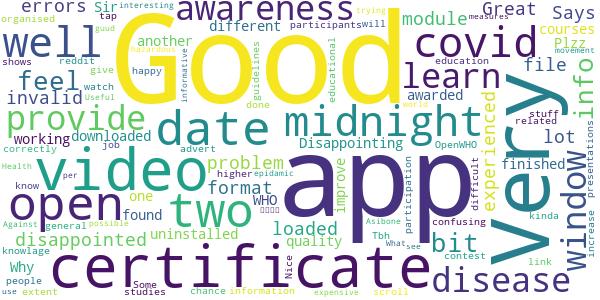 errors Sir awareness Great Says
organised tap interesting trying
shows reddit different participants will module Plzz
another guidelines courses
well Good covid
feel give guud measures movement
watch hazardous education file
invalid happy informative educational learn awarded info
provide date midnight stuff
Useful done related
working downloaded advert Disappointing OpenWHO lot
correctly job problem experienced finished
Health per higher epidemic
video two app very window
know format WHO world difficult
open one found improve participation kinda
Against general possible loaded Asibone confusing
disappointed uninstalled quality Tbh What see contest link
knowlage bit increase presentations
Why certificate disease
people Some Nice
use extent studies chance information expensive scroll